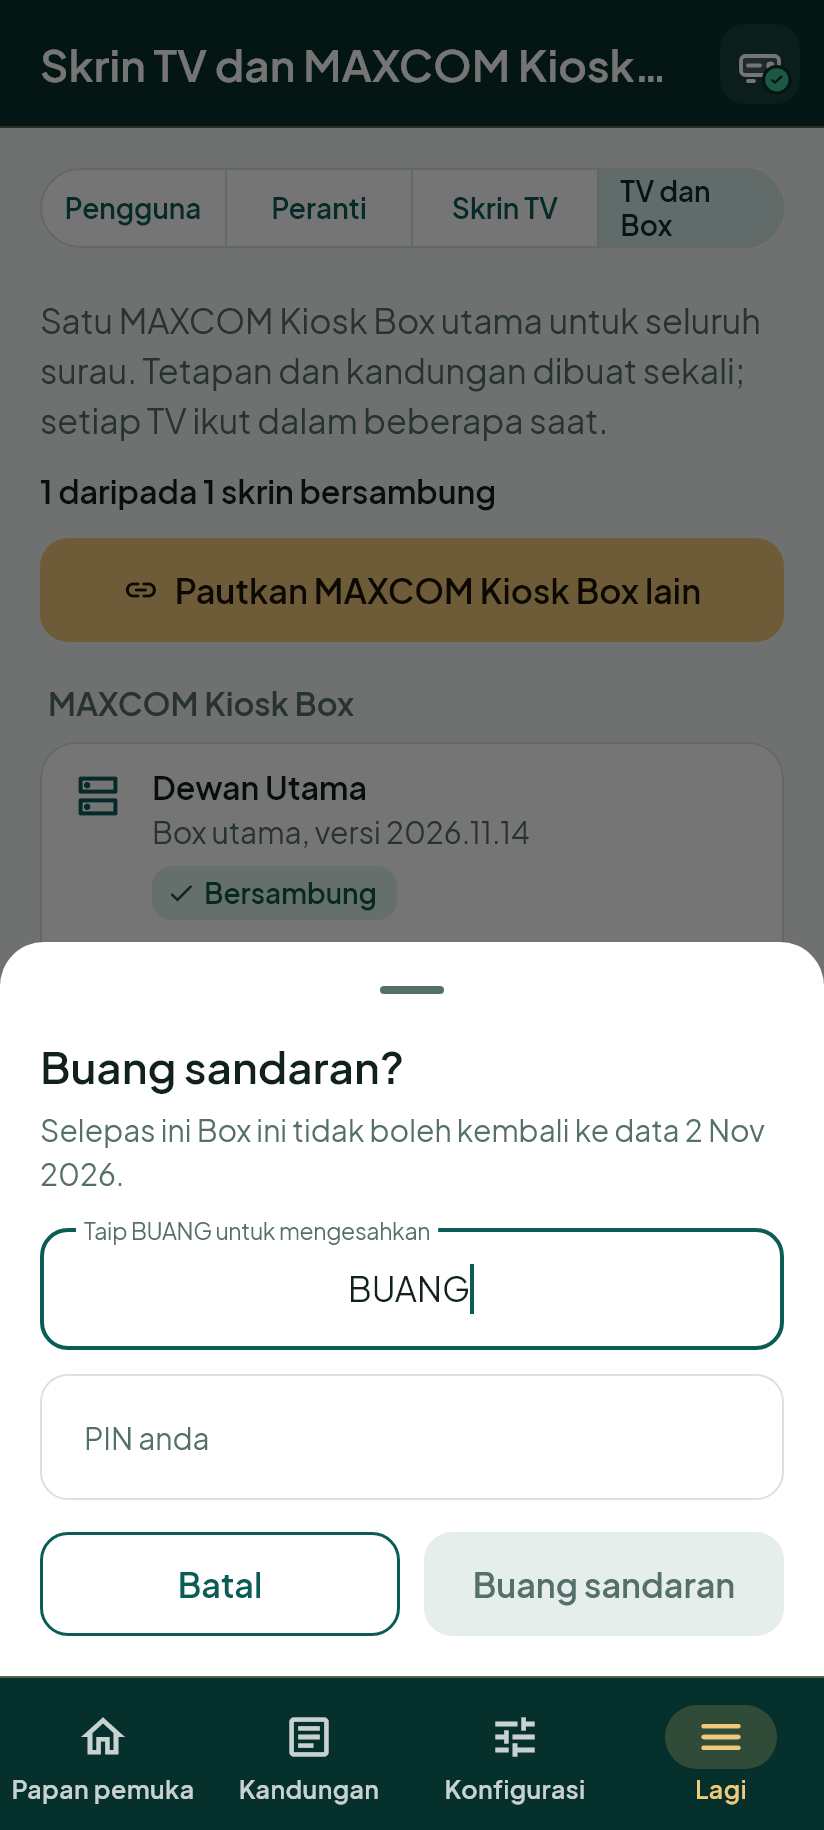 Skrin TV dan MAXCOM Kiosk...
Pengguna
Peranti
Skrin TV
TV dan
Box
Satu MAXCOM Kiosk Box utama untuk seluruh
surau. Tetapan dan kandungan dibuat sekali;
setiap TV ikut dalam beberapa saat.
1 daripada 1 skrin bersambung
Pautkan MAXCOM Kiosk Box lain
MAXCOM Kiosk Box
Dewan Utama
Box utama, versi 2026.11.14
Bersambung
Buang sandaran?
Selepas ini Box ini tidak boleh kembali ke data 2 Nov
2026.
Taip BUANG untuk mengesahkan
BUANG
PIN anda
Batal
Buang sandaran
Papan pemuka
Kandungan
Konfigurasi
Lagi